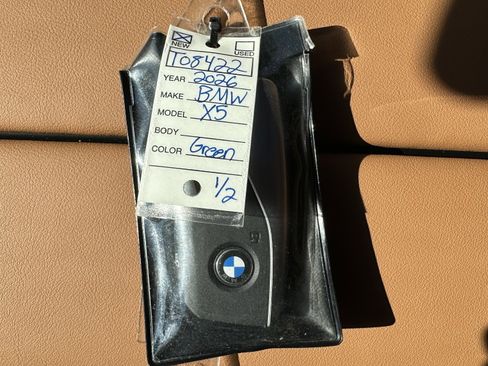 NEW USED
T08422
YEAR 2026
MAKE BMW
MODEL X5
BODY
COLOR Green
1/2